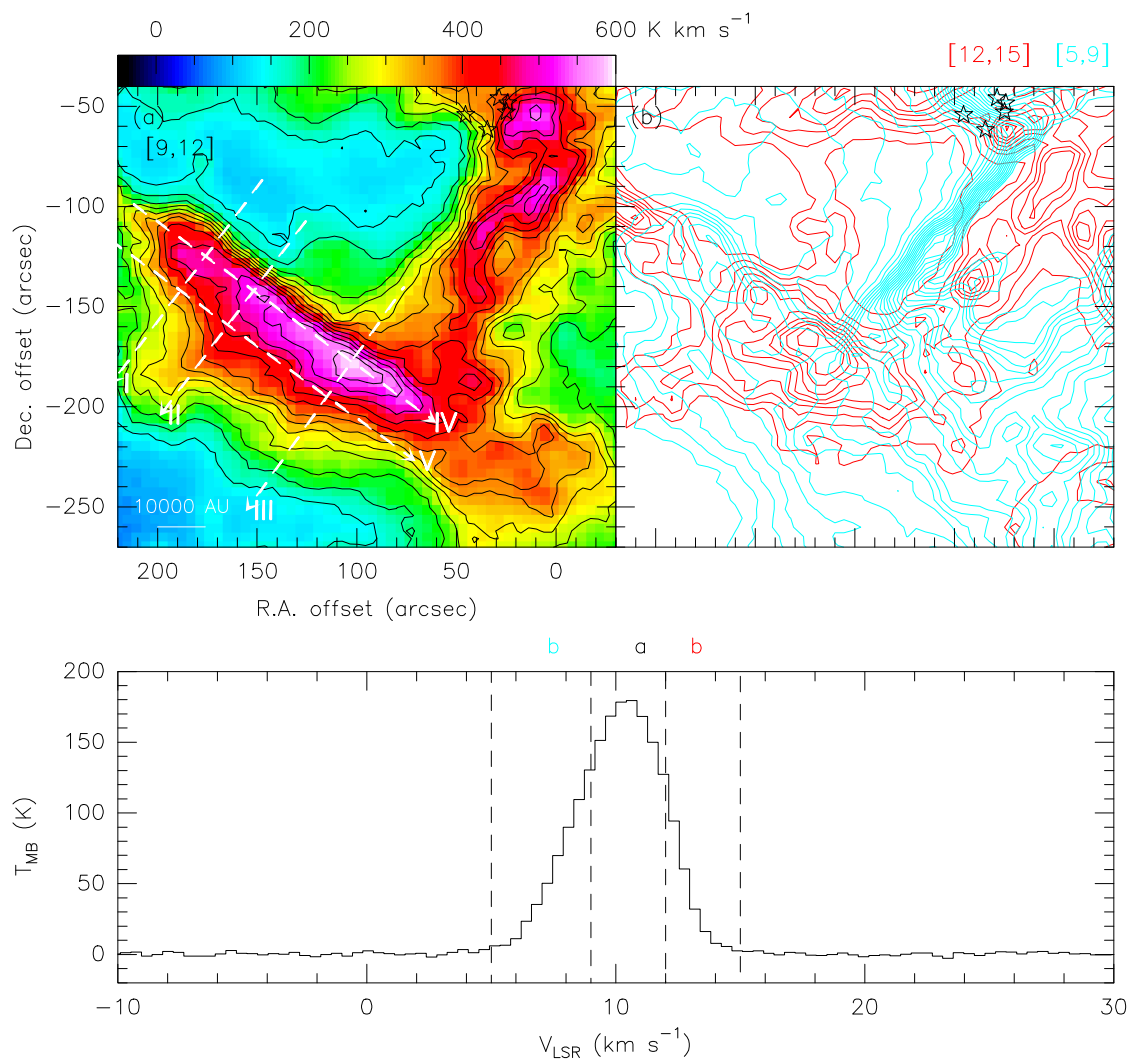 0 200 400 600 K km s⁻¹
[12,15] [5,9]
(a)
[9,12]
(b)
−50
−100
−150
−200
−250
Dec. offset (arcsec)
I
II
III
IV
V
10000 AU
200 150 100 50 0
R.A. offset (arcsec)
b a b
200
150
100
50
0
T_MB (K)
−10 0 10 20 30
V_LSR (km s⁻¹)